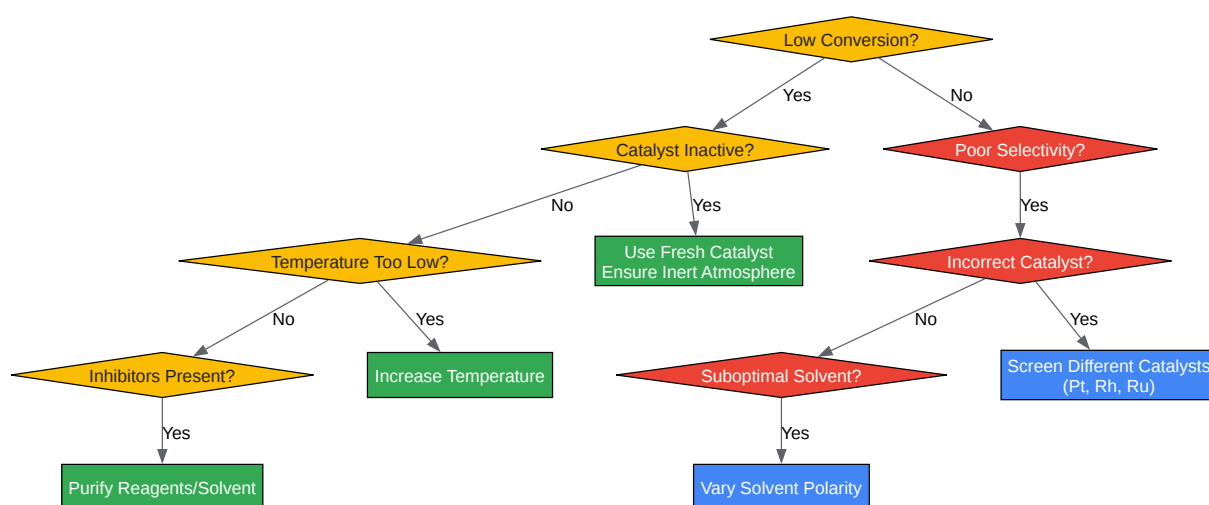 Low Conversion?
Yes
No
Catalyst Inactive?
Poor Selectivity?
No
Yes
Yes
Temperature Too Low?
Use Fresh Catalyst
Ensure Inert Atmosphere
Incorrect Catalyst?
No
Yes
No
Yes
Inhibitors Present?
Increase Temperature
Suboptimal Solvent?
Screen Different Catalysts
(Pt, Rh, Ru)
Yes
Yes
Purify Reagents/Solvent
Vary Solvent Polarity